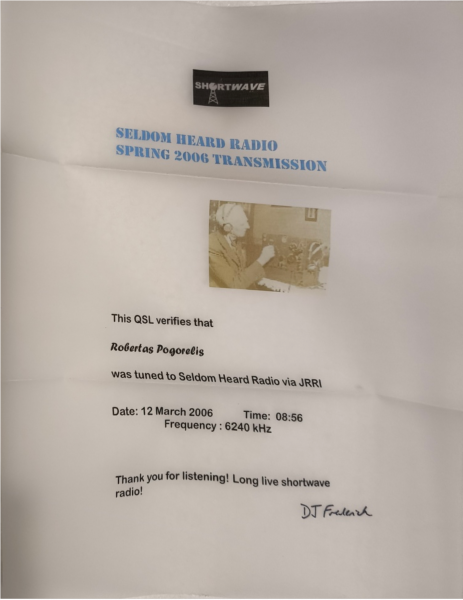 SHORTWAVE
SELDOM HEARD RADIO
SPRING 2006 TRANSMISSION
This QSL verifies that
Robertas Pogorelis
was tuned to Seldom Heard Radio via JRRI
Date: 12 March 2006 Time: 08:56
Frequency : 6240 kHz
Thank you for listening! Long live shortwave
radio!
DJ Frederick